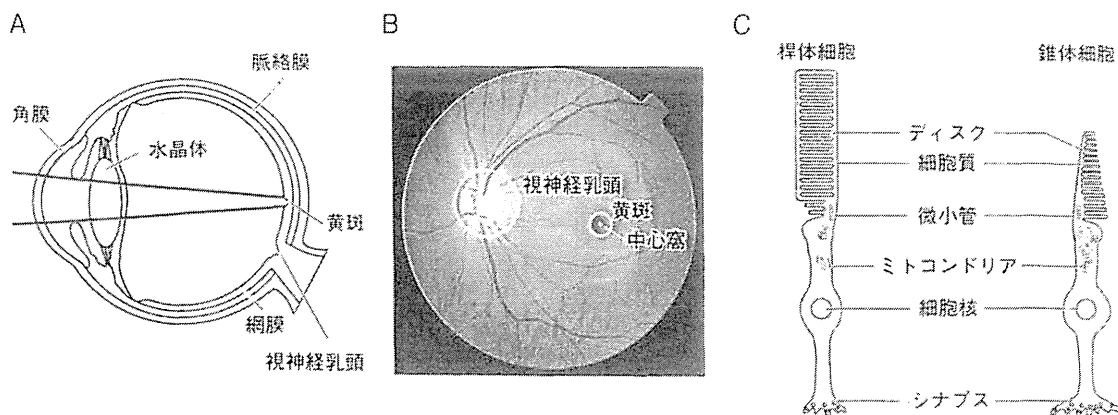 A
角膜
水晶体
脈絡膜
黄斑
網膜
視神経乳頭
B
視神経乳頭
黄斑
中心窩
C
桿体細胞
錐体細胞
ディスク
細胞質
微小管
ミトコンドリア
細胞核
シナプス